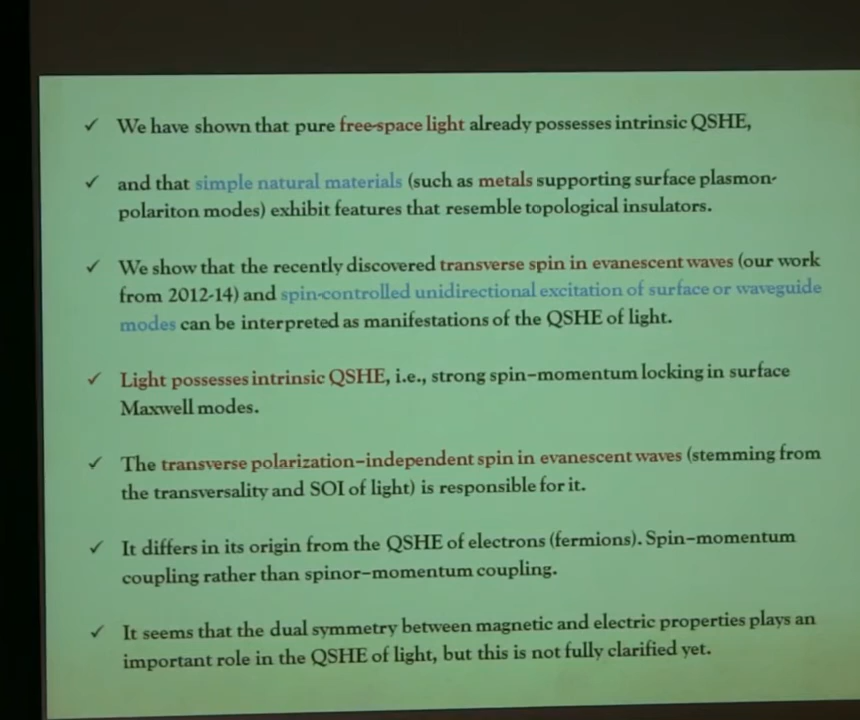 ✓ We have shown that pure free-space light already possesses intrinsic QSHE,
✓ and that simple natural materials (such as metals supporting surface plasmon-
polariton modes) exhibit features that resemble topological insulators.
✓ We show that the recently discovered transverse spin in evanescent waves (our work
from 2012-14) and spin-controlled unidirectional excitation of surface or waveguide
modes can be interpreted as manifestations of the QSHE of light.
✓ Light possesses intrinsic QSHE, i.e., strong spin–momentum locking in surface
Maxwell modes.
✓ The transverse polarization–independent spin in evanescent waves (stemming from
the transversality and SOI of light) is responsible for it.
✓ It differs in its origin from the QSHE of electrons (fermions). Spin–momentum
coupling rather than spinor–momentum coupling.
✓ It seems that the dual symmetry between magnetic and electric properties plays an
important role in the QSHE of light, but this is not fully clarified yet.